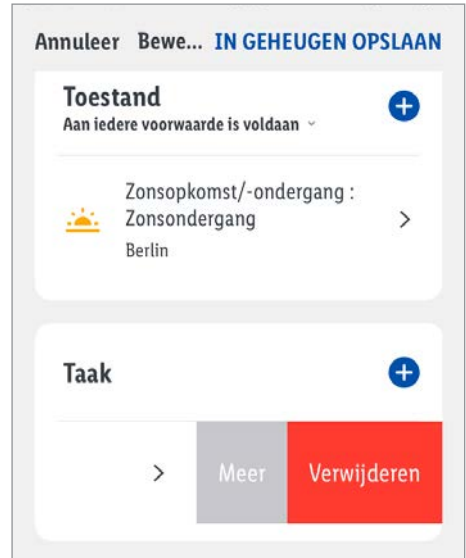 Annuleer Bewe... IN GEHEUGEN OPSLAAN
Toestand
Aan iedere voorwaarde is voldaan
Zonsopkomst/-ondergang :
Zonsondergang
Berlin
Taak
Meer Verwijderen